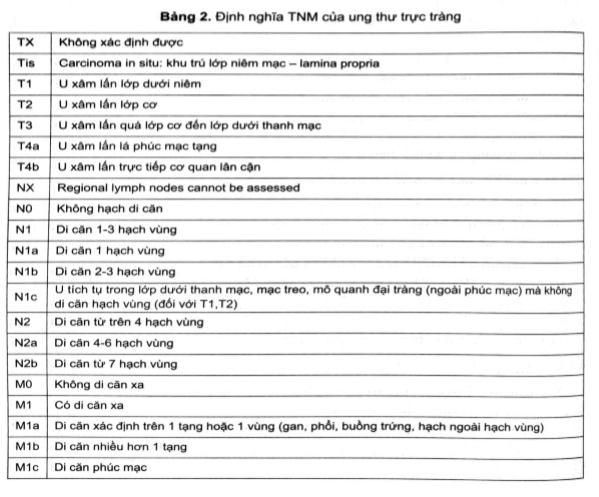 Bảng 2. Định nghĩa TNM của ung thư trực tràng
TX Không xác định được
Tis Carcinoma in situ: khu trú lớp niêm mạc – lamina propria
T1 U xâm lấn lớp dưới niêm
T2 U xâm lấn lớp cơ
T3 U xâm lấn quá lớp cơ đến lớp dưới thanh mạc
T4a U xâm lấn lá phúc mạc tạng
T4b U xâm lấn trực tiếp cơ quan lân cận
NX Regional lymph nodes cannot be assessed
N0 Không hạch di căn
N1 Di căn 1-3 hạch vùng
N1a Di căn 1 hạch vùng
N1b Di căn 2-3 hạch vùng
N1c U tích tụ trong lớp dưới thanh mạc, mạc treo, mô quanh đại tràng (ngoài phúc mạc) mà không
di căn hạch vùng (đối với T1,T2)
N2 Di căn từ trên 4 hạch vùng
N2a Di căn 4-6 hạch vùng
N2b Di căn từ 7 hạch vùng
M0 Không di căn xa
M1 Có di căn xa
M1a Di căn xác định trên 1 tạng hoặc 1 vùng (gan, phổi, buồng trứng, hạch ngoài hạch vùng)
M1b Di căn nhiều hơn 1 tạng
M1c Di căn phúc mạc